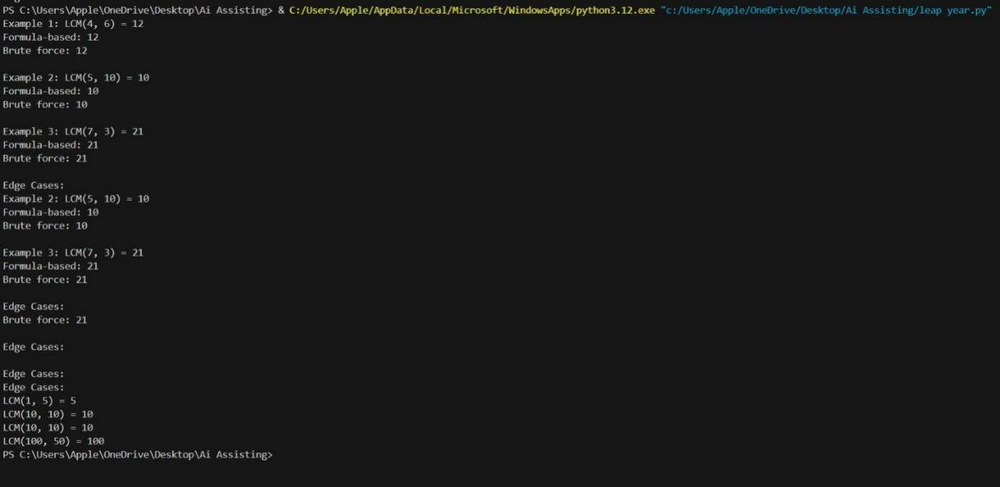 PS C:\Users\Apple\OneDrive\Desktop\Ai Assisting> & C:/Users/Apple/AppData/Local/Microsoft/WindowsApps/python3.12.exe "c:/Users/Apple/OneDrive/Desktop/Ai Assisting/leap year.py"
Example 1: LCM(4, 6) = 12
Formula-based: 12
Brute force: 12
Example 2: LCM(5, 10) = 10
Formula-based: 10
Brute force: 10
Example 3: LCM(7, 3) = 21
Formula-based: 21
Brute force: 21
Edge Cases:
Example 2: LCM(5, 10) = 10
Formula-based: 10
Brute force: 10
Example 3: LCM(7, 3) = 21
Formula-based: 21
Brute force: 21
Edge Cases:
Brute force: 21
Edge Cases:
Edge Cases:
Edge Cases:
LCM(1, 5) = 5
LCM(10, 10) = 10
LCM(10, 10) = 10
LCM(100, 50) = 100
PS C:\Users\Apple\OneDrive\Desktop\Ai Assisting>